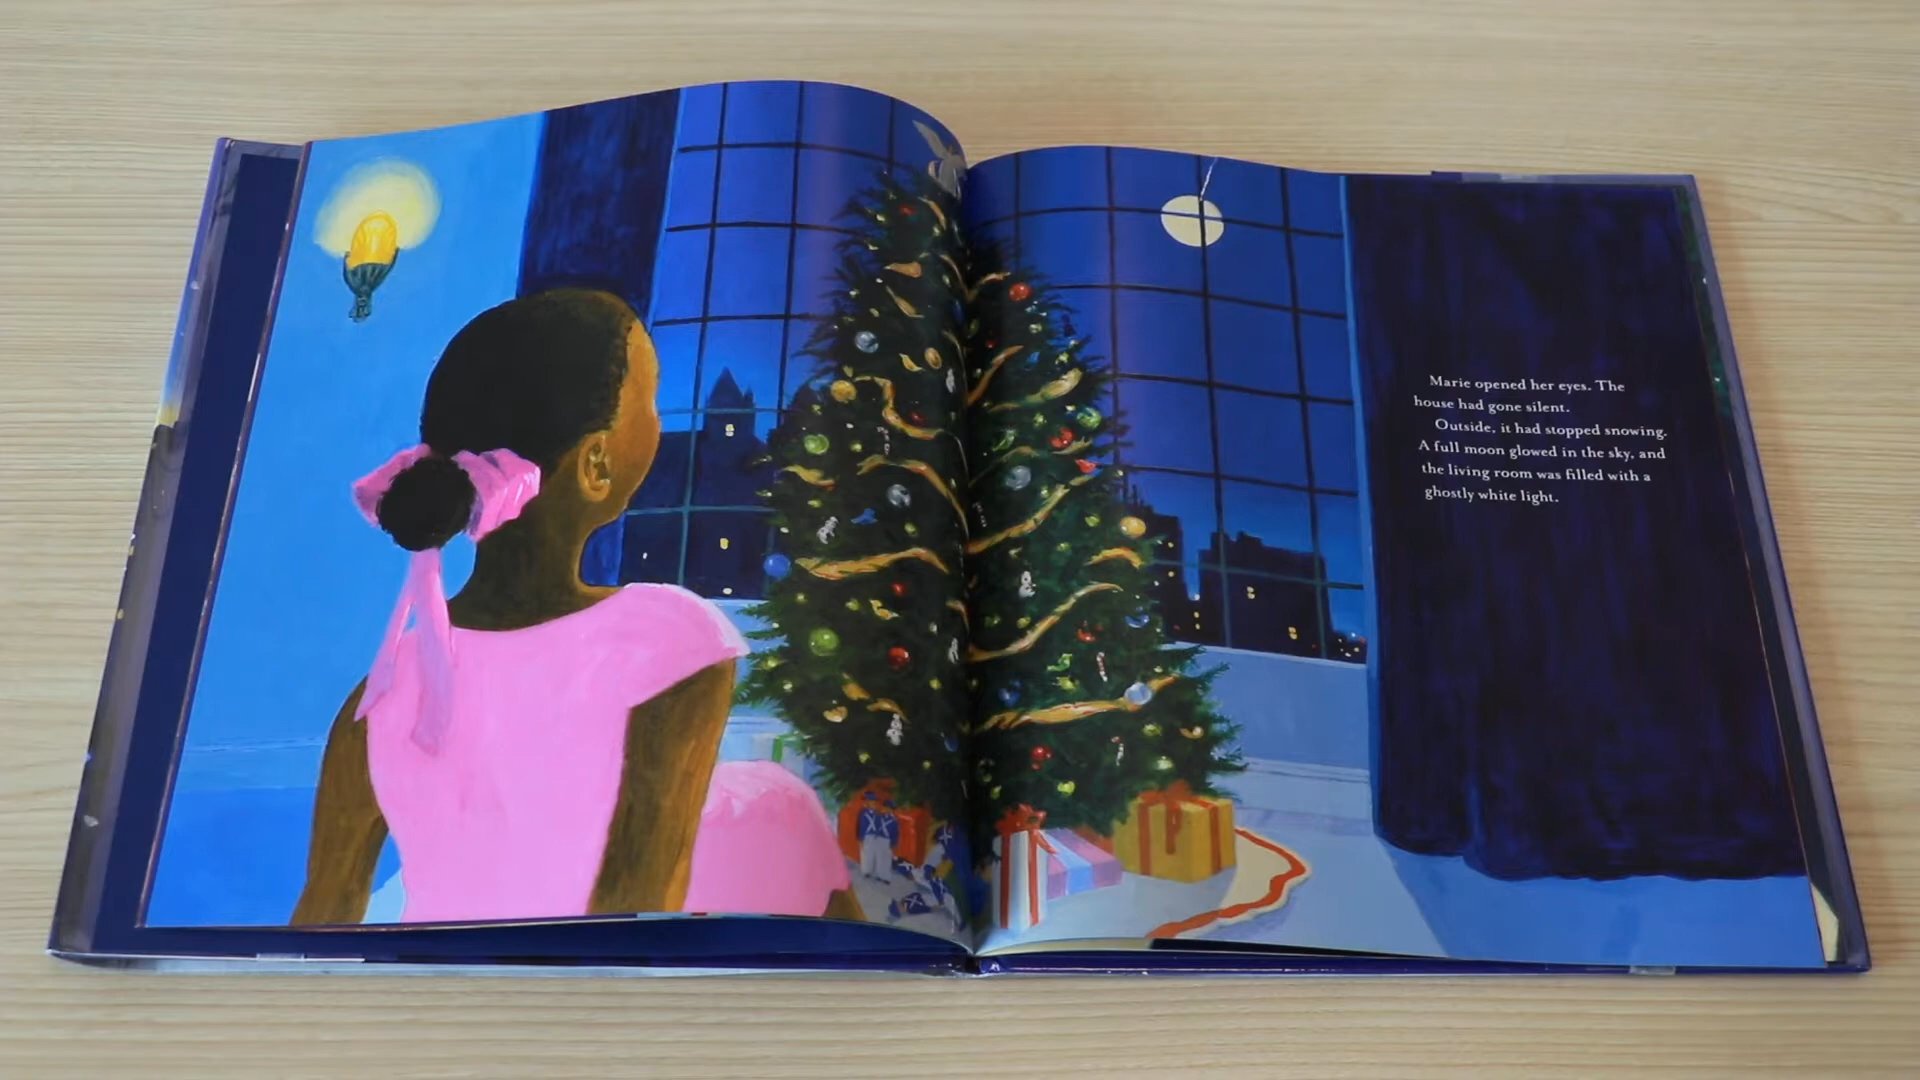 Marie opened her eyes. The
house had gone silent.
Outside, it had stopped snowing.
A full moon glowed in the sky, and
the living room was filled with a
ghostly white light.